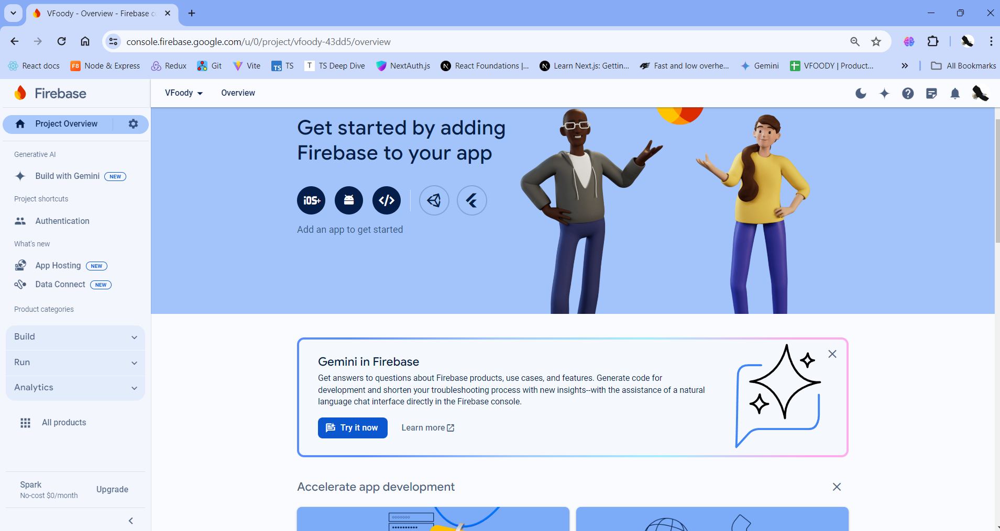 VFoody - Overview - Firebase co
console.firebase.google.com/u/0/project/vfoody-43dd5/overview
React docs
F8 Node & Express
Redux
Git
Vite
TS TS
T TS Deep Dive
NextAuth.js
N React Foundations |...
N Learn Next.js: Gettin...
Fast and low overhe...
Gemini
VFOODY | Product...
All Bookmarks
Firebase
VFoody
Overview
Project Overview
Generative AI
Build with Gemini NEW
Project shortcuts
Authentication
What's new
App Hosting NEW
Data Connect NEW
Product categories
Build
Run
Analytics
All products
Spark
No-cost $0/month
Upgrade
Get started by adding
Firebase to your app
iOS+
Add an app to get started
Gemini in Firebase
Get answers to questions about Firebase products, use cases, and features. Generate code for
development and shorten your troubleshooting process with new insights--with the assistance of a natural
language chat interface directly in the Firebase console.
Try it now
Learn more
Accelerate app development